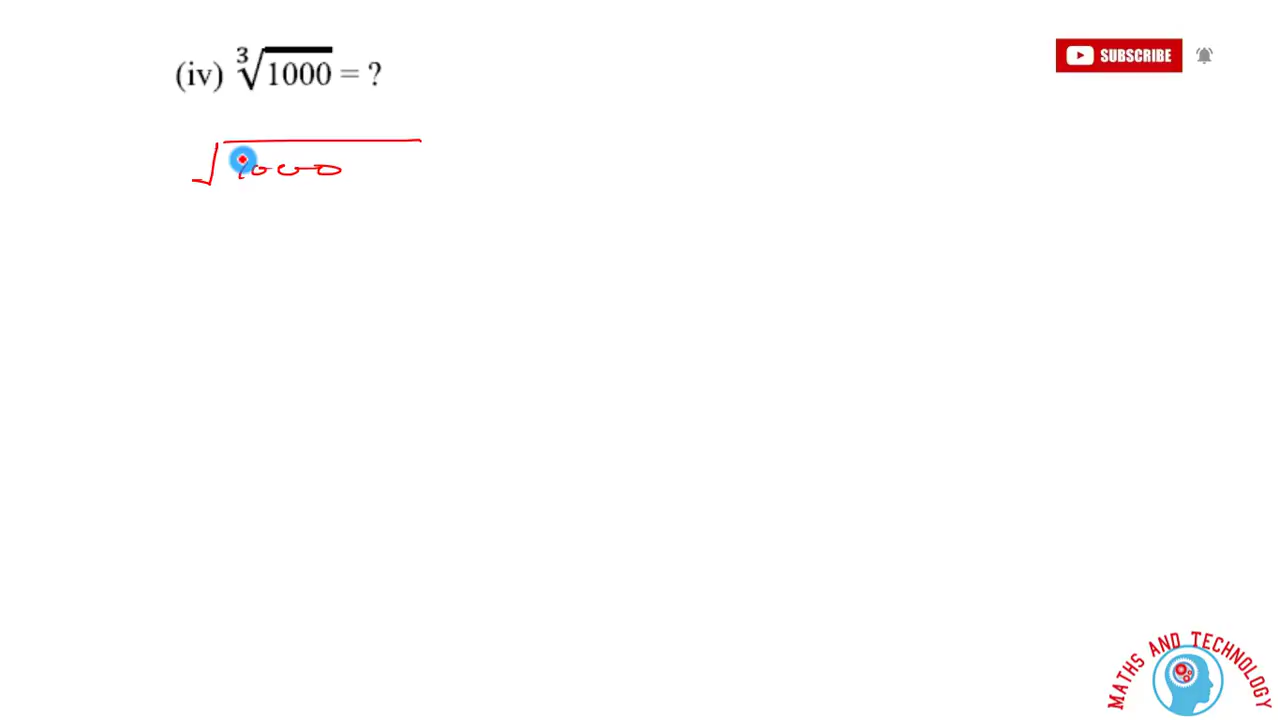 (iv) ∛1000 = ?
SUBSCRIBE
√1000
MATHS AND TECHNOLOGY